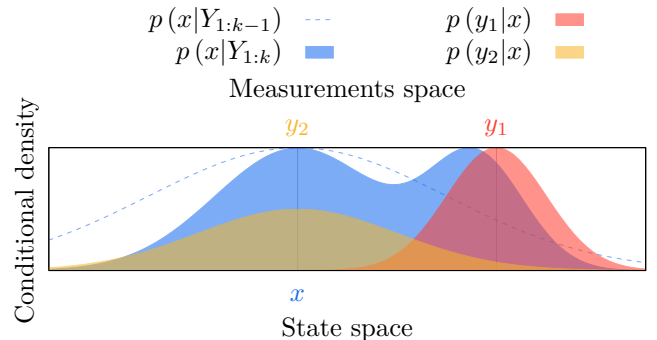 p (x|Y₁:ₖ₋₁)
p (y₁|x)
p (x|Y₁:ₖ)
p (y₂|x)
Measurements space
y₂
y₁
Conditional density
x
State space